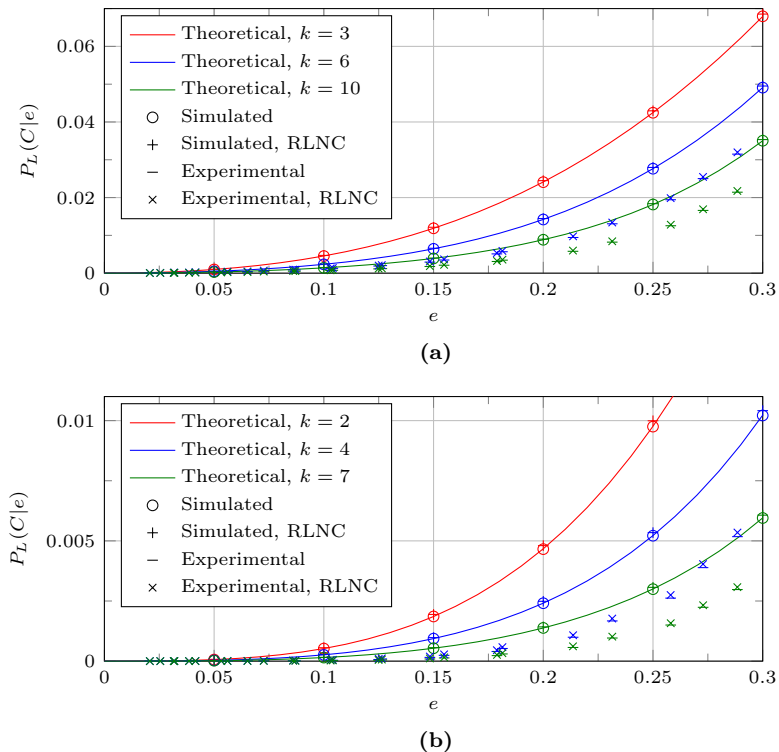 0.06
0.04
0.02
0
P_L(C|e)
Theoretical, k = 3
Theoretical, k = 6
Theoretical, k = 10
Simulated
Simulated, RLNC
Experimental
Experimental, RLNC
0 0.05 0.1 0.15 0.2 0.25 0.3
e
(a)
0.01
0.005
0
P_L(C|e)
Theoretical, k = 2
Theoretical, k = 4
Theoretical, k = 7
Simulated
Simulated, RLNC
Experimental
Experimental, RLNC
0 0.05 0.1 0.15 0.2 0.25 0.3
e
(b)